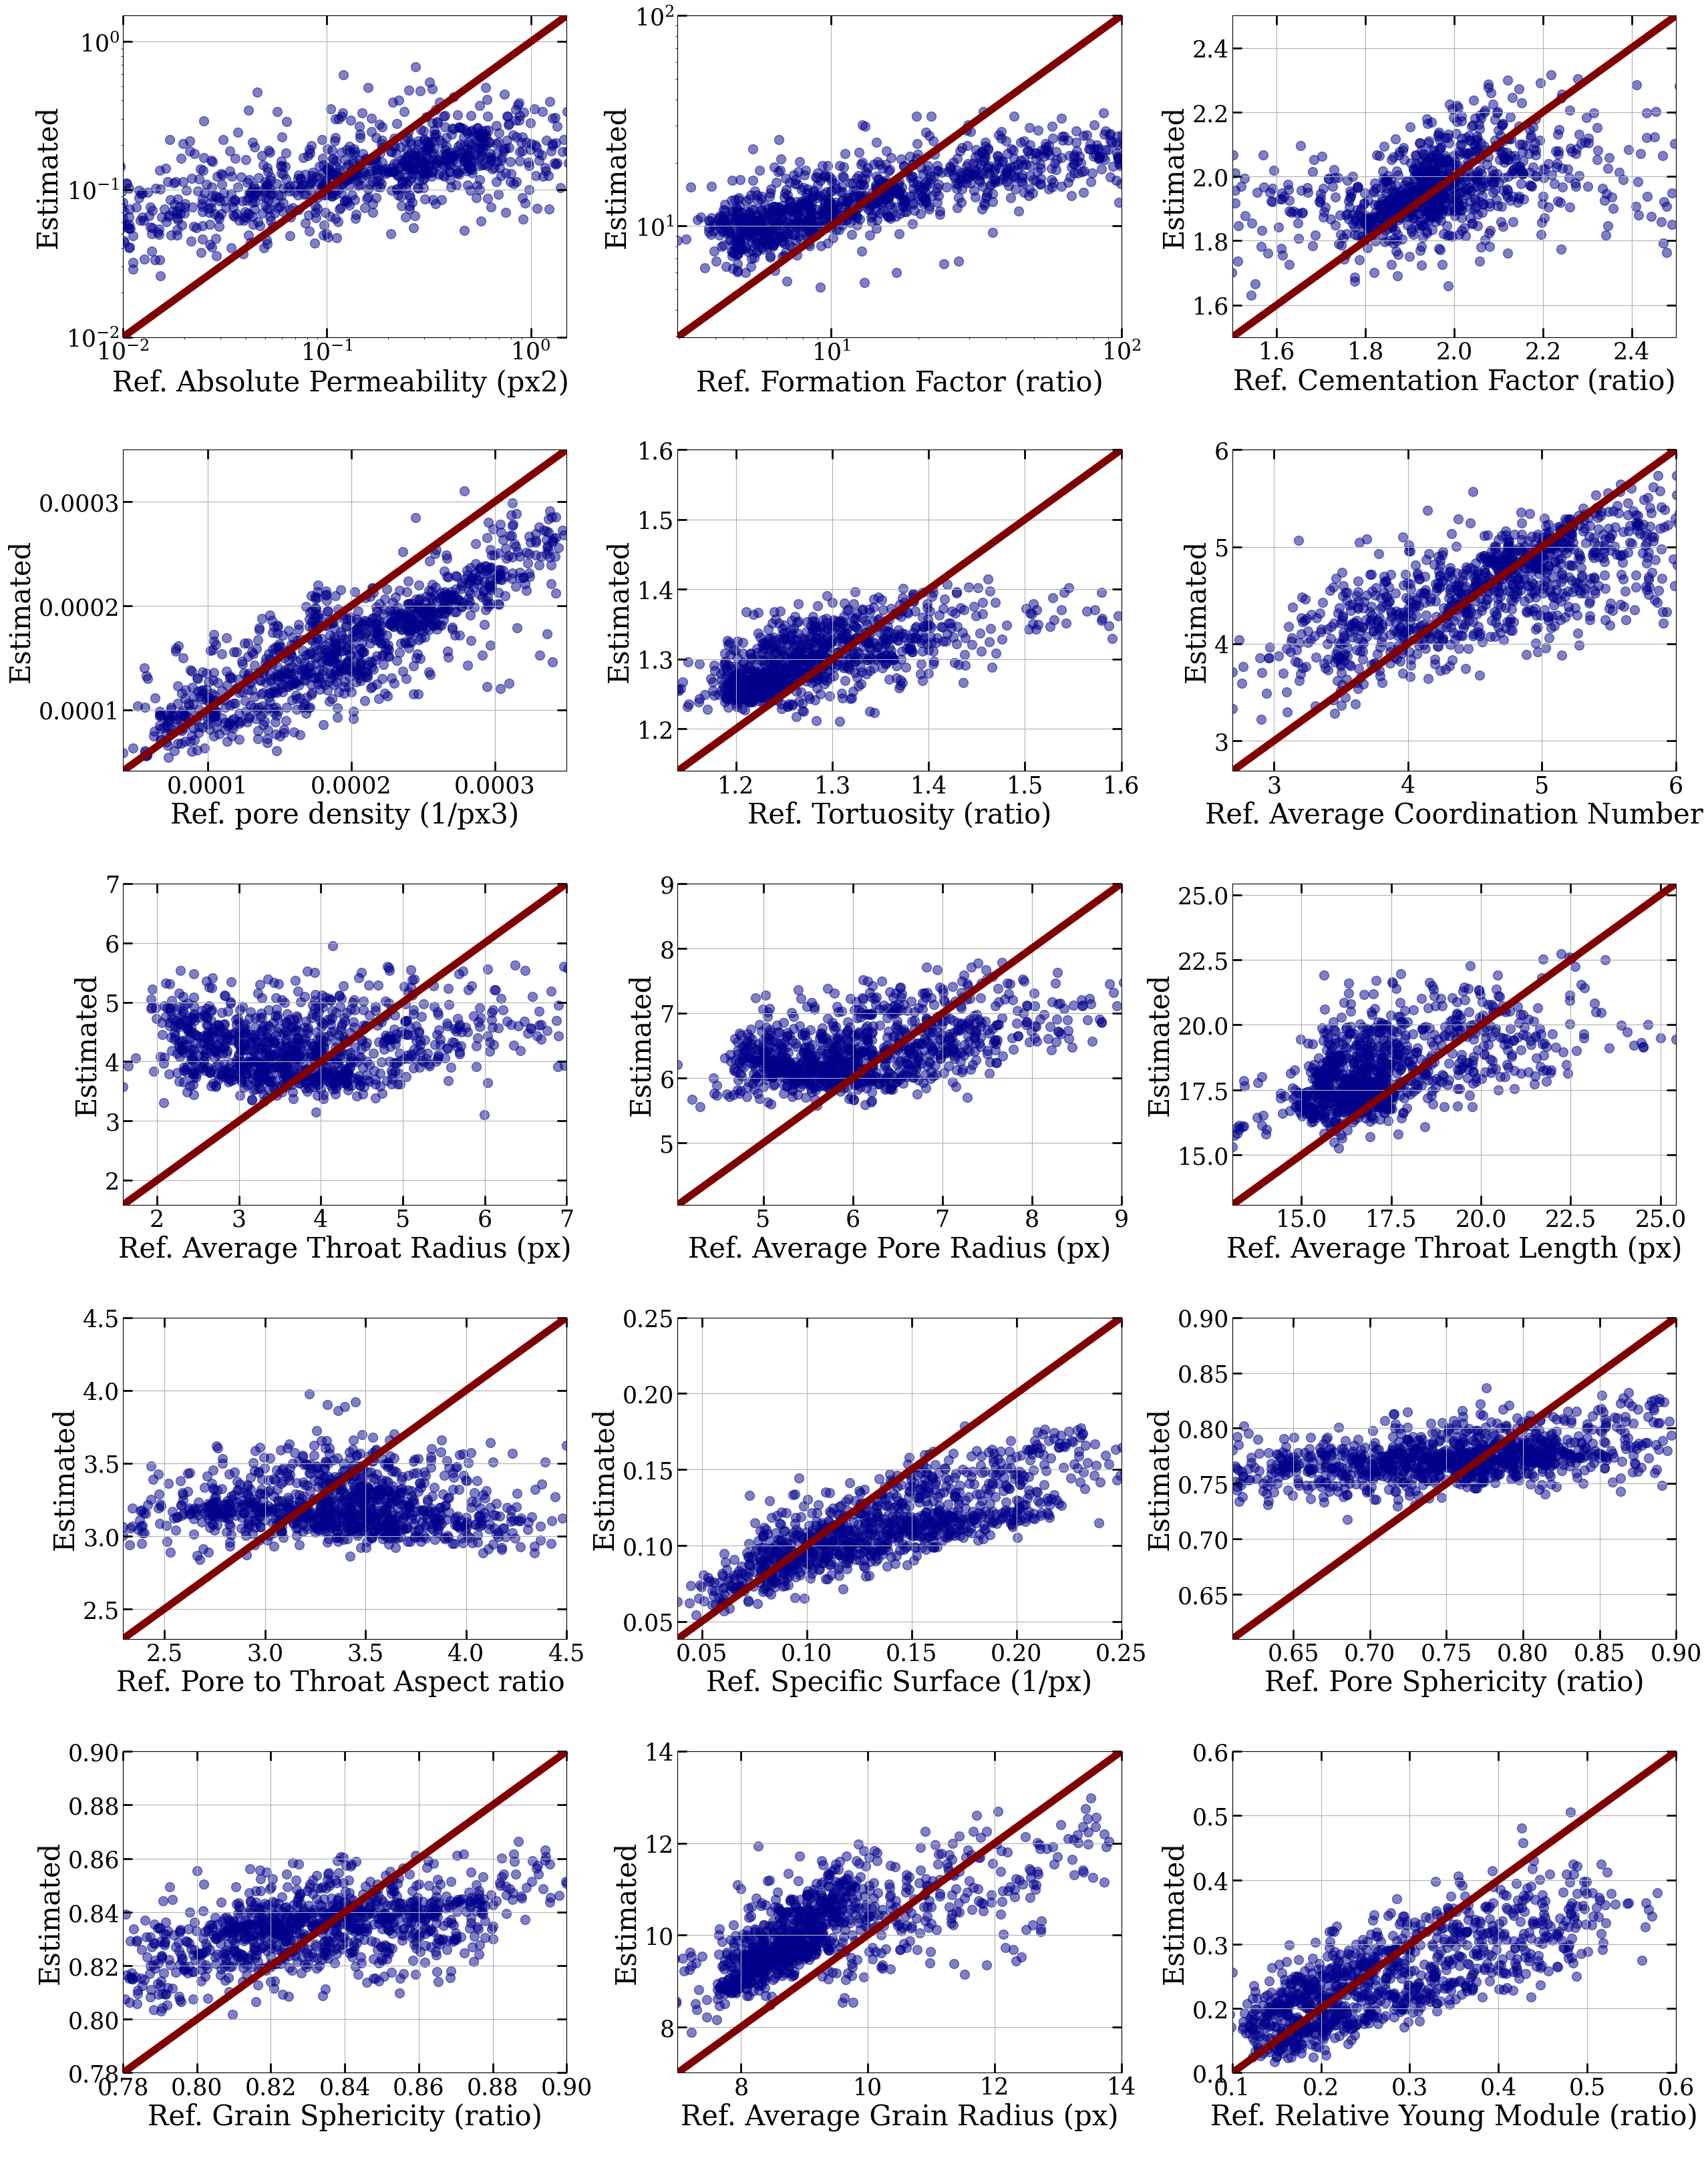 10⁰
10⁻¹
10⁻²
Estimated
10⁻² 10⁻¹ 10⁰
Ref. Absolute Permeability (px2)
10²
10¹
Estimated
10¹ 10²
Ref. Formation Factor (ratio)
2.4
2.2
2.0
1.8
1.6
Estimated
1.6 1.8 2.0 2.2 2.4
Ref. Cementation Factor (ratio)
0.0003
0.0002
0.0001
Estimated
0.0001 0.0002 0.0003
Ref. pore density (1/px3)
1.6
1.5
1.4
1.3
1.2
Estimated
1.2 1.3 1.4 1.5 1.6
Ref. Tortuosity (ratio)
6
5
4
3
Estimated
3 4 5 6
Ref. Average Coordination Number
7
6
5
4
3
2
Estimated
2 3 4 5 6 7
Ref. Average Throat Radius (px)
9
8
7
6
5
Estimated
5 6 7 8 9
Ref. Average Pore Radius (px)
25.0
22.5
20.0
17.5
15.0
Estimated
15.0 17.5 20.0 22.5 25.0
Ref. Average Throat Length (px)
4.5
4.0
3.5
3.0
2.5
Estimated
2.5 3.0 3.5 4.0 4.5
Ref. Pore to Throat Aspect ratio
0.25
0.20
0.15
0.10
0.05
Estimated
0.05 0.10 0.15 0.20 0.25
Ref. Specific Surface (1/px)
0.90
0.85
0.80
0.75
0.70
0.65
Estimated
0.65 0.70 0.75 0.80 0.85 0.90
Ref. Pore Sphericity (ratio)
0.90
0.88
0.86
0.84
0.82
0.80
0.78
Estimated
0.78 0.80 0.82 0.84 0.86 0.88 0.90
Ref. Grain Sphericity (ratio)
14
12
10
8
Estimated
8 10 12 14
Ref. Average Grain Radius (px)
0.6
0.5
0.4
0.3
0.2
0.1
Estimated
0.1 0.2 0.3 0.4 0.5 0.6
Ref. Relative Young Module (ratio)